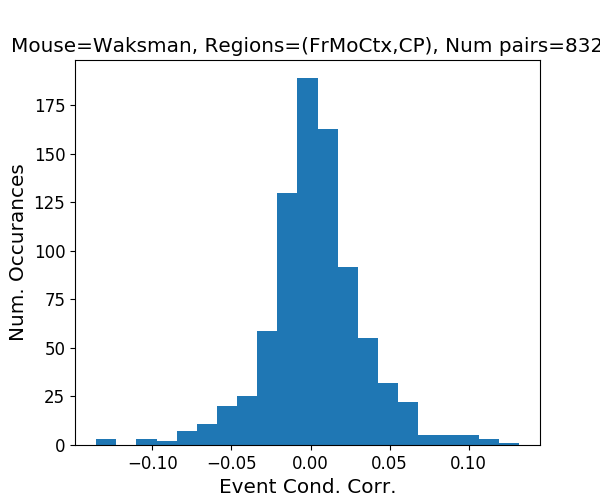 Mouse=Waksman, Regions=(FrMoCtx,CP), Num pairs=832
175
150
125
100
75
50
25
0
Num. Occurances
−0.10 −0.05 0.00 0.05 0.10
Event Cond. Corr.